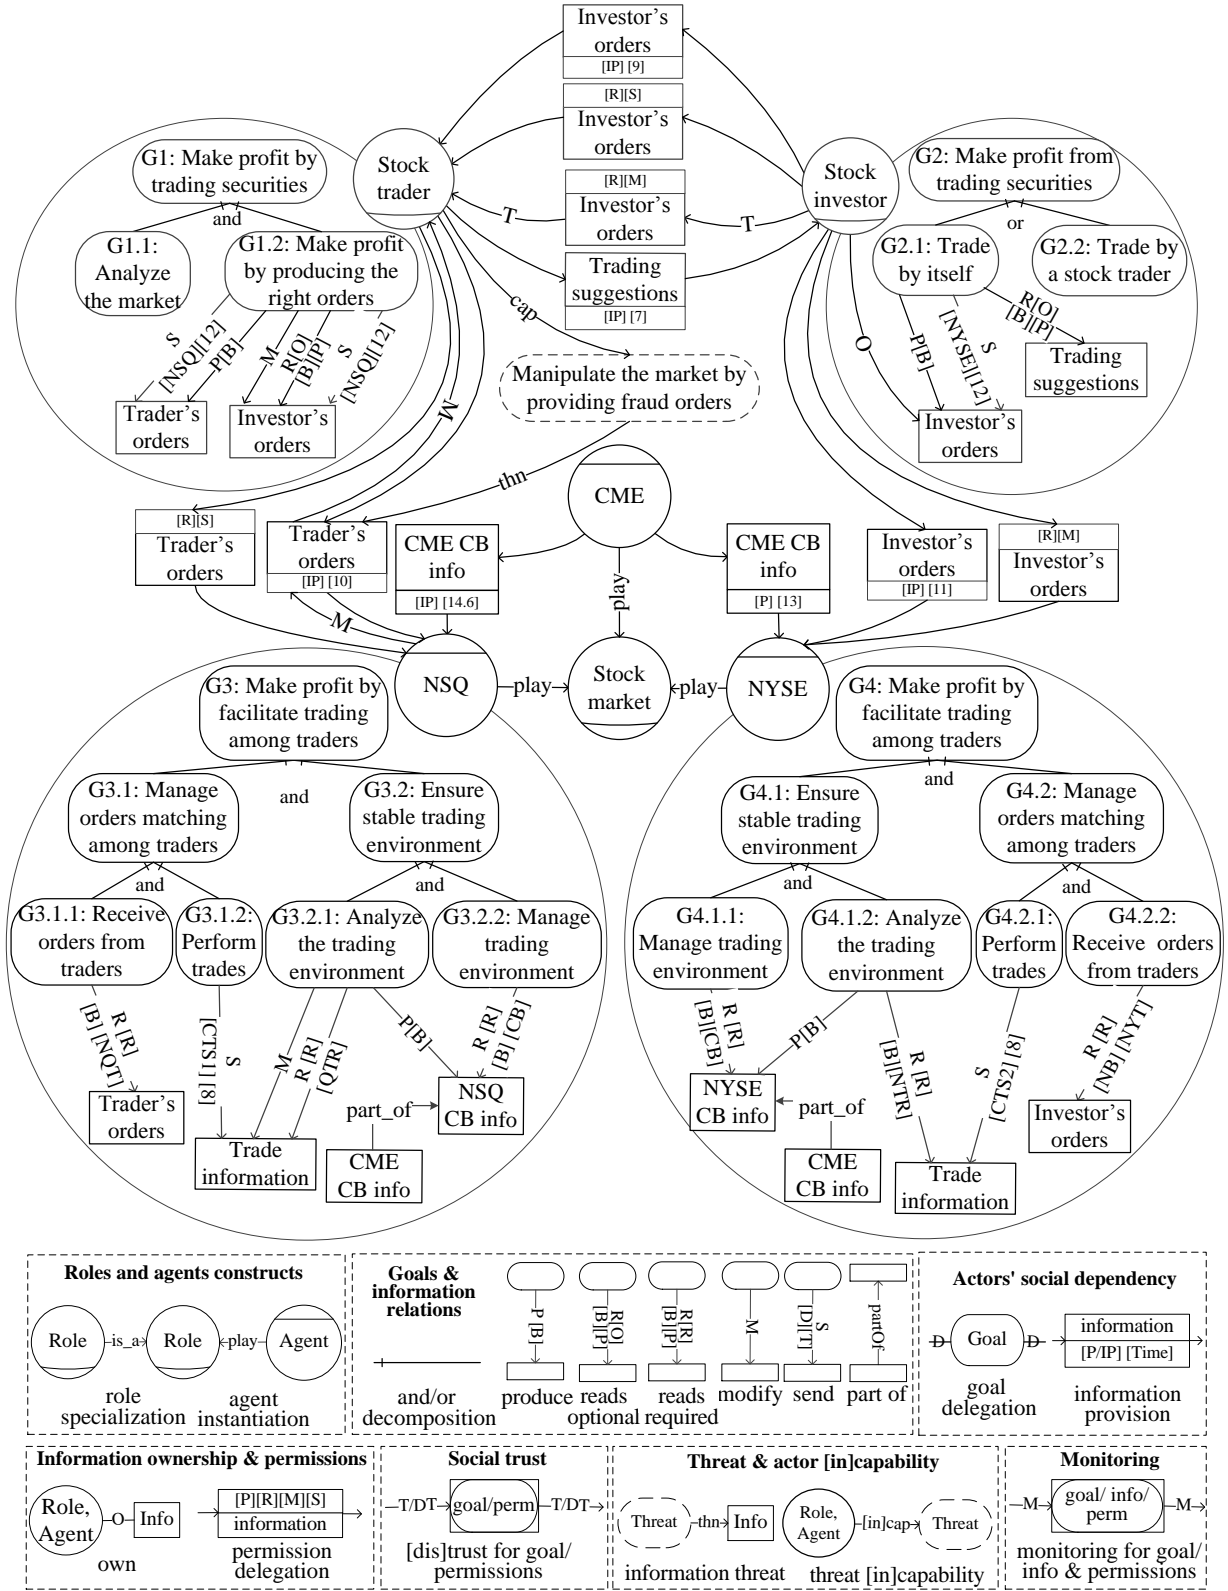 Investor's
orders
[IP] [9]
[R][S]
Investor's
orders
[R][M]
Investor's
orders
T
T
Trading
suggestions
[IP] [7]
Stock
trader
Stock
investor
G1: Make profit by
trading securities
and
G1.1:
Analyze
the market
G1.2: Make profit
by producing the
right orders
S
[NSQ][12]
P[B]
M
R[O]
[B][P]
S
[NSQ][12]
Trader's
orders
Investor's
orders
G2: Make profit from
trading securities
or
G2.1: Trade
by itself
G2.2: Trade by
a stock trader
O
P[B]
S
[NYSE][12]
R[O]
[B][P]
Trading
suggestions
Investor's
orders
cap
Manipulate the market by
providing fraud orders
thn
M
CME
[R][S]
Trader's
orders
Trader's
orders
[IP] [10]
M
CME CB
info
[IP] [14.6]
play
CME CB
info
[P] [13]
Investor's
orders
[IP] [11]
[R][M]
Investor's
orders
NSQ
play
Stock
market
play
NYSE
G3: Make profit by
facilitate trading
among traders
and
G3.1: Manage
orders matching
among traders
G3.2: Ensure
stable trading
environment
and
and
G3.1.1: Receive
orders from
traders
G3.1.2:
Perform
trades
G3.2.1: Analyze
the trading
environment
G3.2.2: Manage
trading
environment
R [R]
[B] [NQT]
S
[CTS1] [8]
M
R [R]
[QTR]
P[B]
R [R]
[B] [CB]
Trader's
orders
Trade
information
part_of
CME
CB info
NSQ
CB info
G4: Make profit by
facilitate trading
among traders
and
G4.1: Ensure
stable trading
environment
G4.2: Manage
orders matching
among traders
and
and
G4.1.1:
Manage trading
environment
G4.1.2: Analyze
the trading
environment
G4.2.1:
Perform
trades
G4.2.2:
Receive orders
from traders
R [R]
[B][CB]
P[B]
R [R]
[B][NTR]
S
[CTS2] [8]
R [R]
[NB] [NYT]
NYSE
CB info
part_of
CME
CB info
Trade
information
Investor's
orders
Roles and agents constructs
Role
is_a
Role
play
Agent
role
specialization
agent
instantiation
Goals &
information
relations
and/or
decomposition
P [B]
R[O]
[B][P]
R[R]
[B][P]
M
S
[D][T]
partOf
produce
reads
optional
reads
required
modify
send
part of
Actors' social dependency
D
Goal
D
goal
delegation
information
[P/IP] [Time]
information
provision
Information ownership & permissions
Role,
Agent
O
Info
own
[P][R][M][S]
information
permission
delegation
Social trust
T/DT
goal/perm
T/DT
[dis]trust for goal/
permissions
Threat & actor [in]capability
Threat
thn
Info
information threat
Role,
Agent
[in]cap
Threat
threat [in]capability
Monitoring
M
goal/ info/
perm
M
monitoring for goal/
info & permissions